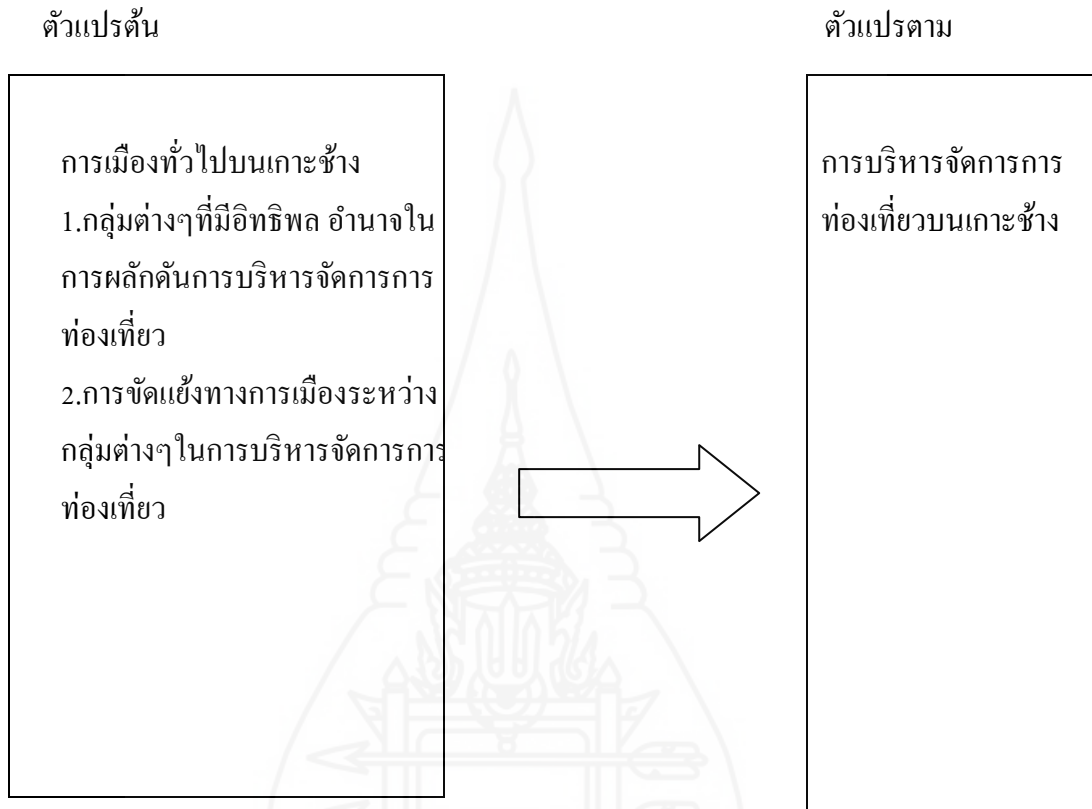 ตัวแปรต้น
ตัวแปรตาม
การเมืองทั่วไปบนเกาะช้าง
1.กลุ่มต่างๆที่มีอิทธิพล อำนาจใน
การผลักดันการบริหารจัดการการ
ท่องเที่ยว
2.การขัดแย้งทางการเมืองระหว่าง
กลุ่มต่างๆในการบริหารจัดการการ
ท่องเที่ยว
การบริหารจัดการการ
ท่องเที่ยวบนเกาะช้าง